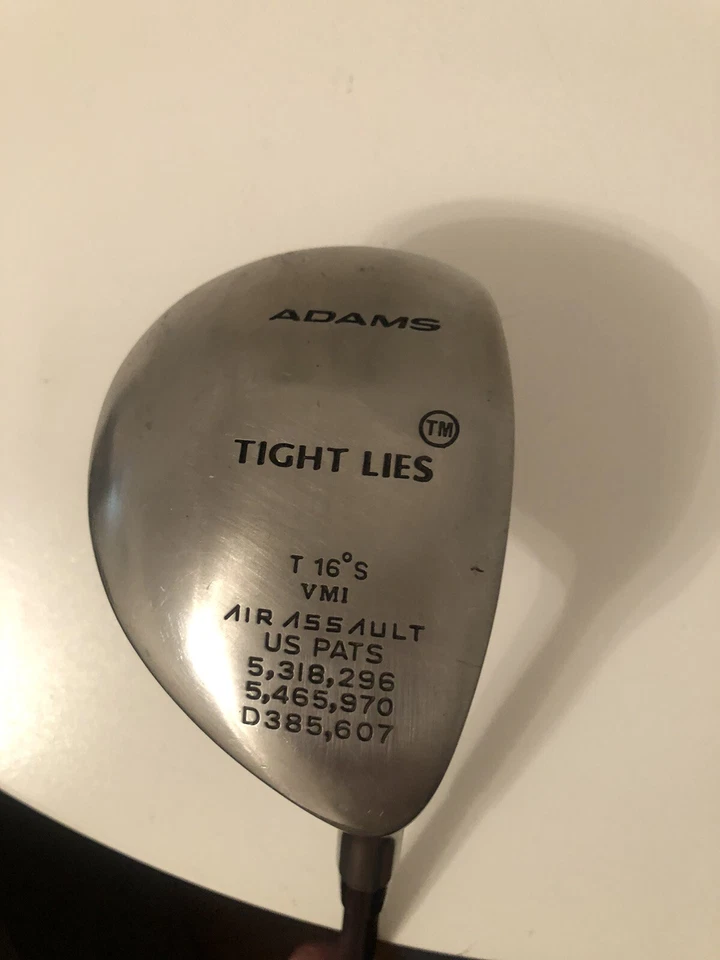 ADAMS
TM
TIGHT LIES
T 16°S
VMI
AIR ASSAULT
US PATS
5,318,296
5,465,970
D385,607